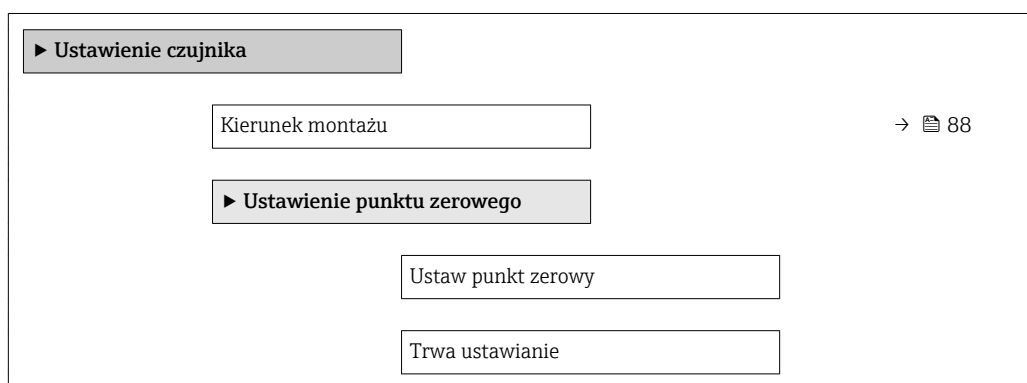 ▶ Ustawienie czujnika
Kierunek montażu → 88
▶ Ustawienie punktu zerowego
Ustaw punkt zerowy
Trwa ustawianie